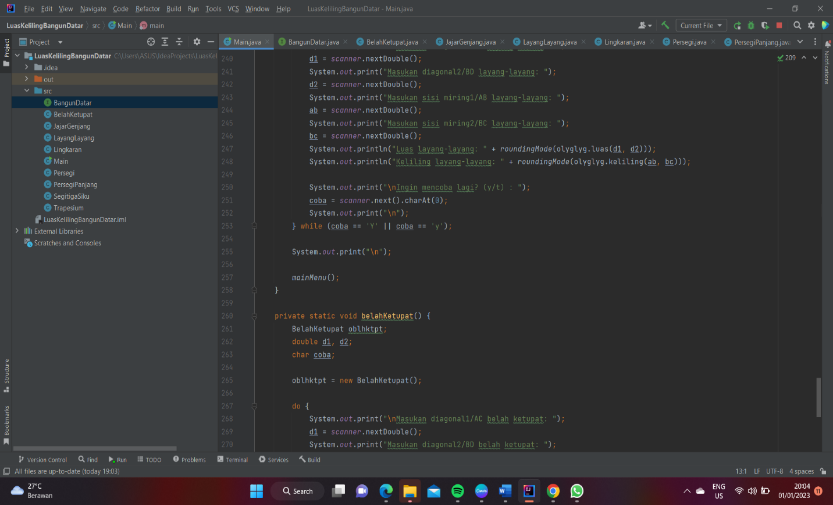 File Edit View Navigate Code Refactor Build Run Tools VCS Window Help LuasKelilingBangunDatar - Main.java
LuasKelilingBangunDatar > src > Main > main
Current File
Project
Main.java
BangunDatar.java
BelahKetupat.java
JajarGenjang.java
LayangLayang.java
Lingkaran.java
Persegi.java
PersegiPanjang.java
LuasKelilingBangunDatar
.idea
out
src
BangunDatar
BelahKetupat
JajarGenjang
LayangLayang
Lingkaran
Main
Persegi
PersegiPanjang
SegitigaSiku
Trapesium
LuasKelilingBangunDatar.iml
External Libraries
Scratches and Consoles
Project
Structure
Bookmarks
Notifications
209
240 d1 = scanner.nextDouble();
241 System.out.print("Masukan diagonal2/BD layang-layang: ");
242 d2 = scanner.nextDouble();
243 System.out.print("Masukan sisi miring1/AB layang-layang: ");
244 ab = scanner.nextDouble();
245 System.out.print("Masukan sisi miring2/BC layang-layang: ");
246 bc = scanner.nextDouble();
247 System.out.println("Luas layang-layang: " + roundingMode(olyglyg.luas(d1, d2)));
248 System.out.println("Keliling layang-layang: " + roundingMode(olyglyg.keliling(ab, bc)));
249
250 System.out.print("\nIngin mencoba lagi? (y/t) : ");
251 coba = scanner.next().charAt(0);
252 System.out.print("\n");
253 } while (coba == 'Y' || coba == 'y');
254
255 System.out.print("\n");
256
257 mainMenu();
258 }
259
260 private static void belahKetupat() {
261 BelahKetupat oblhktpt;
262 double d1, d2;
263 char coba;
264
265 oblhktpt = new BelahKetupat();
266
267 do {
268 System.out.print("\nMasukan diagonal1/AC belah ketupat: ");
269 d1 = scanner.nextDouble();
270 System.out.print("Masukan diagonal2/BD belah ketupat: ");
Version Control Find Run TODO Problems Terminal Services Build
All files are up-to-date (today 19:03)
13:1 LF UTF-8 4 spaces
27°C
Berawan
Search
ENG
US
20:04
01/01/2023